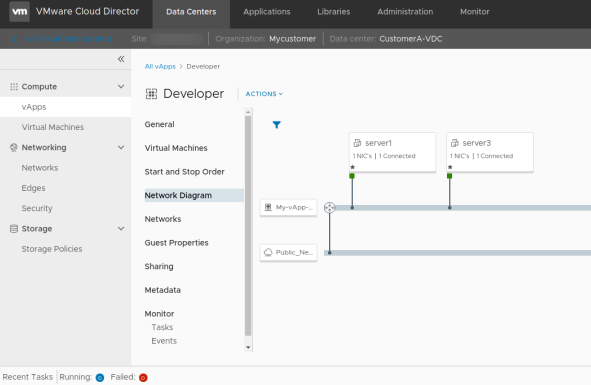 vm VMware Cloud Director Data Centers Applications Libraries Administration Monitor
Site: Organization: Mycustomer Data center: CustomerA-VDC
«
All vApps > Developer
Compute
vApps
Virtual Machines
Networking
Networks
Edges
Security
Storage
Storage Policies
Developer ACTIONS
General
Virtual Machines
Start and Stop Order
Network Diagram
Networks
Guest Properties
Sharing
Metadata
Monitor
Tasks
Events
server1
1 NIC's | 1 Connected
server3
1 NIC's | 1 Connected
My-vApp-...
Public_Ne...
Recent Tasks Running: 0 Failed: 0